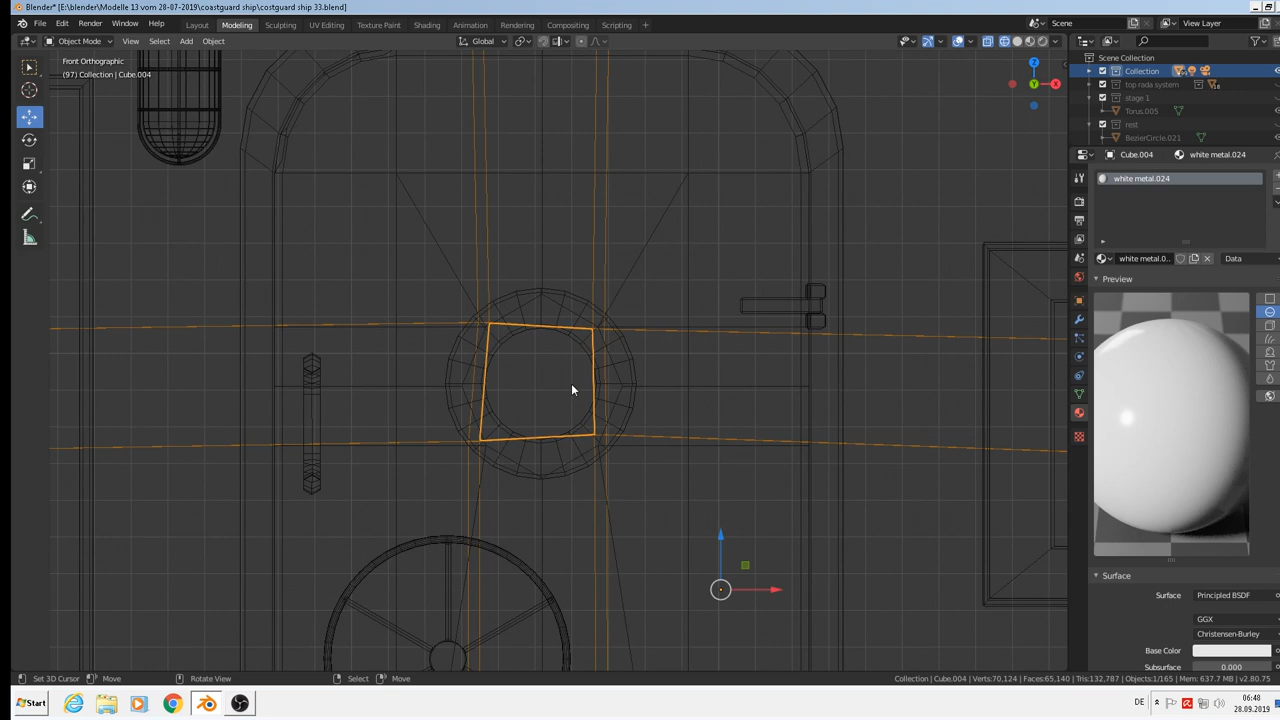 Blender* [E:\blender\Modelle 13 vom 28-07-2019\coastguard ship\costguard ship 33.blend]
File Edit Render Window Help Layout Modeling Sculpting UV Editing Texture Paint Shading Animation Rendering Compositing Scripting + Scene View Layer
Object Mode View Select Add Object Global
Front Orthographic
(97) Collection | Cube.004
Z
X
Y
Scene Collection
Collection
top rada system
stage 1
Torus.005
rest
BezierCircle.021
Cube.004 white metal.024
white metal.024
white metal.0.. Data
Preview
Surface
Surface Principled BSDF
GGX
Christensen-Burley
Base Color
Subsurface 0.000
Set 3D Cursor Move Rotate View Select Move Collection | Cube.004 | Verts:70,124 | Faces:65,140 | Tris:132,787 | Objects:1/165 | Mem: 637.7 MB | v2.80.75
Start DE 06:48
28.09.2019